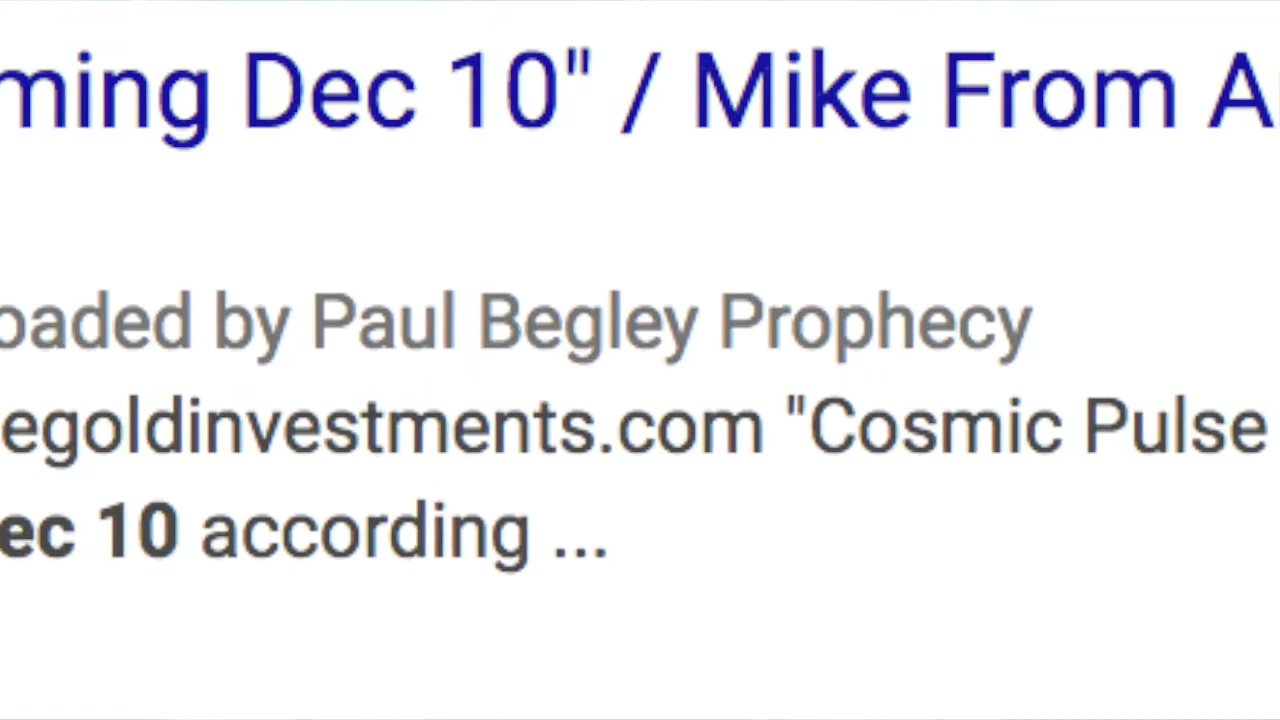 ming Dec 10" / Mike From A
oaded by Paul Begley Prophecy
egoldinvestments.com "Cosmic Pulse
ec 10 according ...